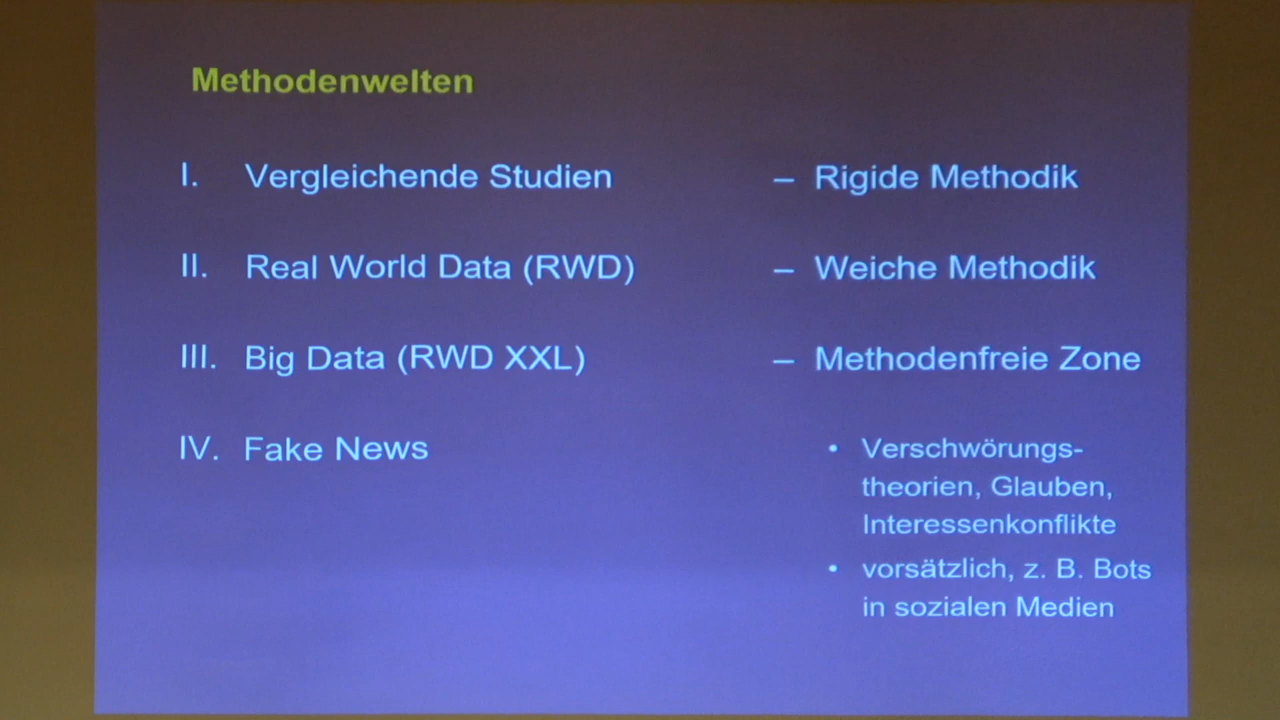 Methodenwelten
I. Vergleichende Studien – Rigide Methodik
II. Real World Data (RWD) – Weiche Methodik
III. Big Data (RWD XXL) – Methodenfreie Zone
IV. Fake News • Verschwörungs-
theorien, Glauben,
Interessenkonflikte
• vorsätzlich, z. B. Bots
in sozialen Medien